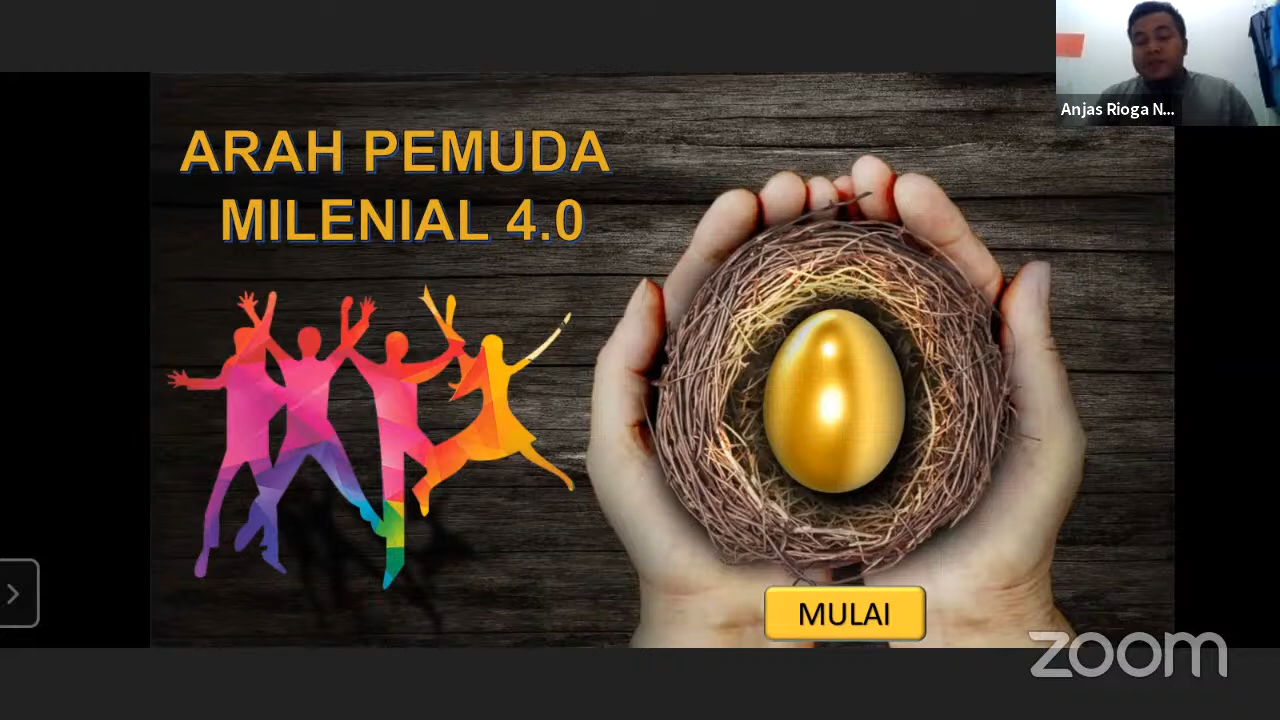 Anjas Rioga N...
ARAH PEMUDA
MILENIAL 4.0
MULAI
zoom